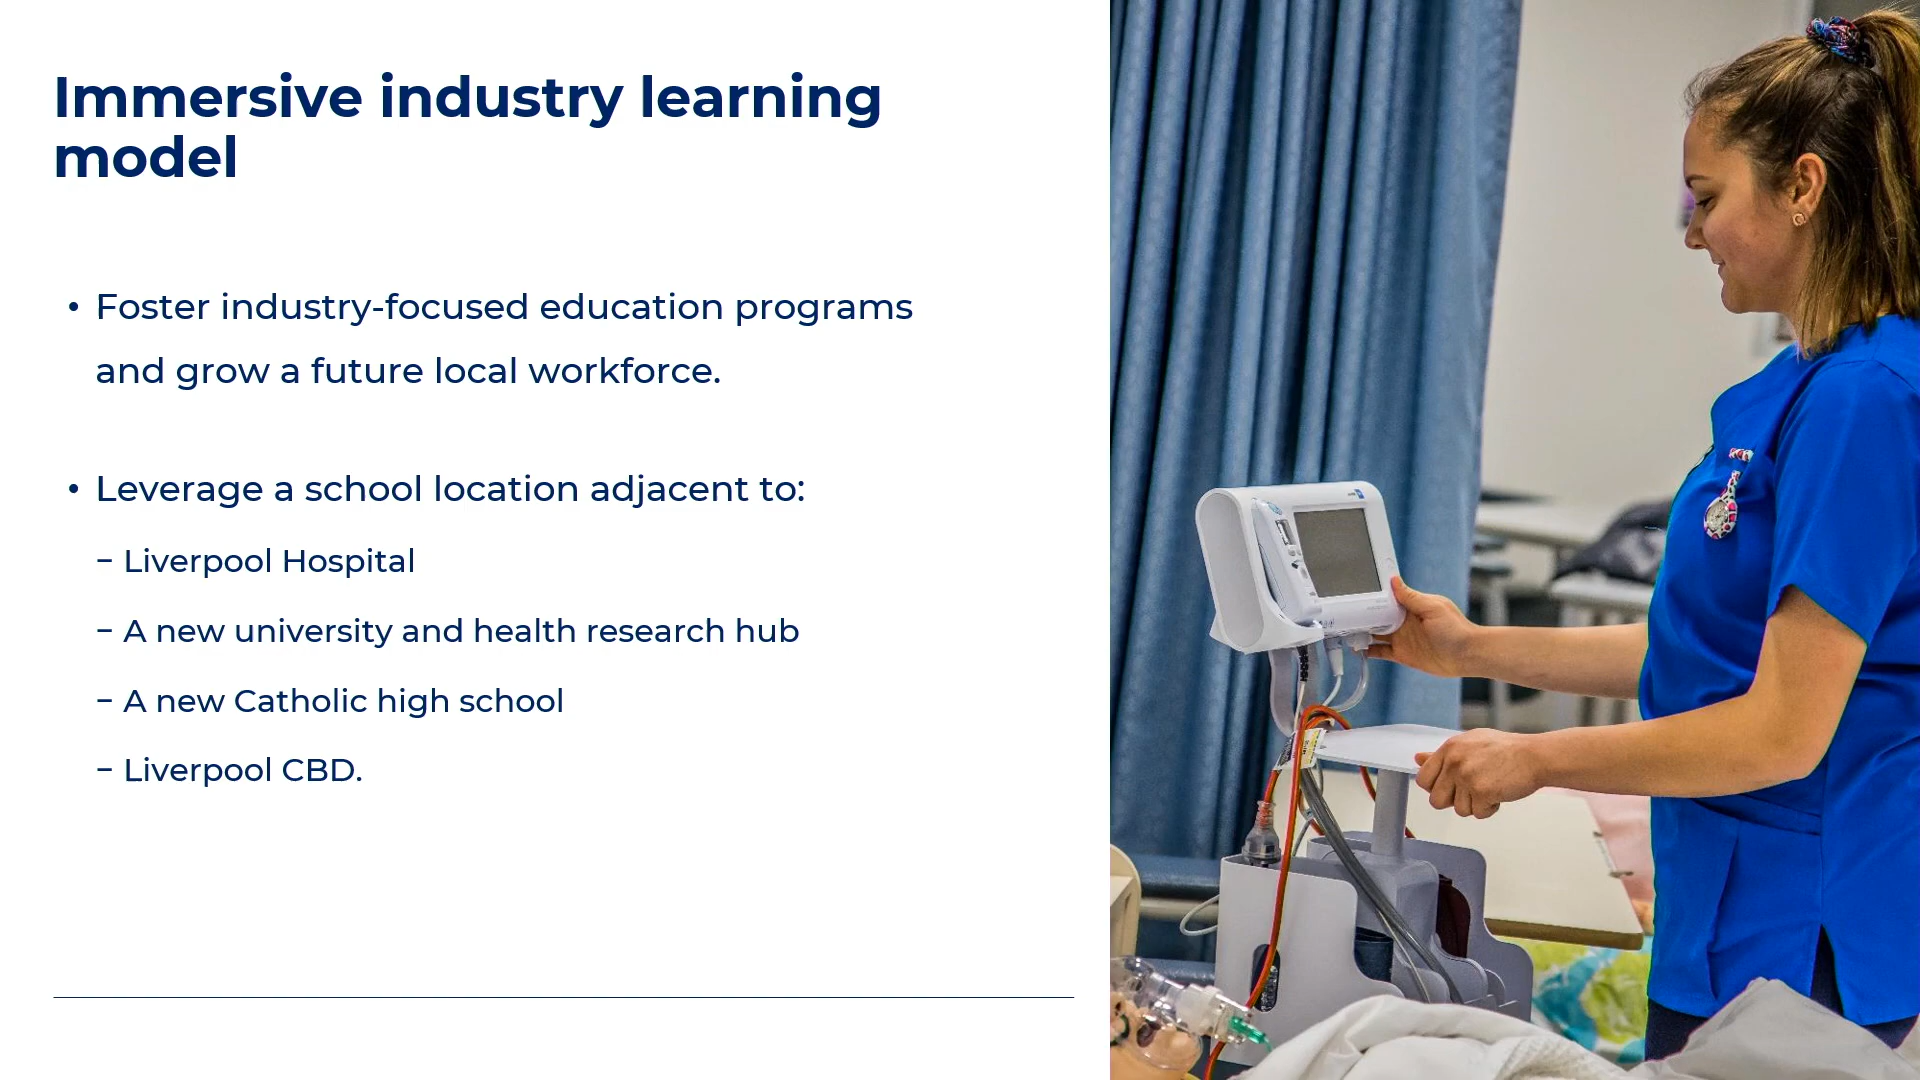 Immersive industry learning
model
• Foster industry-focused education programs
and grow a future local workforce.
• Leverage a school location adjacent to:
– Liverpool Hospital
– A new university and health research hub
– A new Catholic high school
– Liverpool CBD.